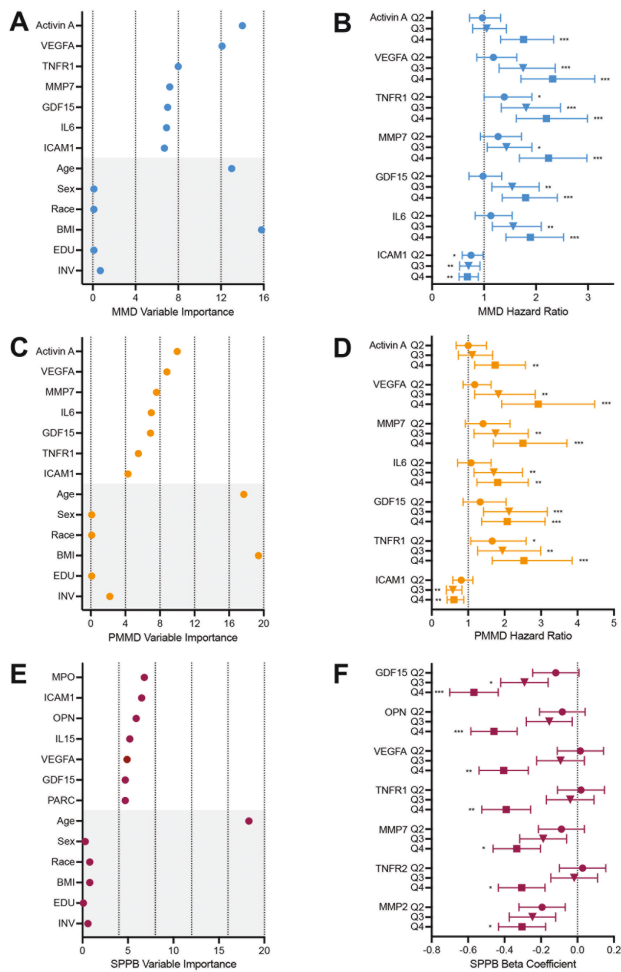 A
Activin A
VEGFA
TNFR1
MMP7
GDF15
IL6
ICAM1
Age
Sex
Race
BMI
EDU
INV
0 4 8 12 16
MMD Variable Importance
B
Activin A Q2
Q3
Q4 ***
VEGFA Q2
Q3 ***
Q4 ***
TNFR1 Q2 *
Q3 ***
Q4 ***
MMP7 Q2
Q3 *
Q4 ***
GDF15 Q2
Q3 **
Q4 ***
IL6 Q2
Q3 **
Q4 ***
ICAM1 Q2 *
Q3 **
Q4 **
0 1 2 3
MMD Hazard Ratio
C
Activin A
VEGFA
MMP7
IL6
GDF15
TNFR1
ICAM1
Age
Sex
Race
BMI
EDU
INV
0 4 8 12 16 20
PMMD Variable Importance
D
Activin A Q2
Q3
Q4 **
VEGFA Q2
Q3 **
Q4 ***
MMP7 Q2
Q3 **
Q4 ***
IL6 Q2
Q3 **
Q4 **
GDF15 Q2
Q3 ***
Q4 ***
TNFR1 Q2 *
Q3 **
Q4 ***
ICAM1 Q2
Q3 **
Q4 **
0 1 2 3 4 5
PMMD Hazard Ratio
E
MPO
ICAM1
OPN
IL15
VEGFA
GDF15
PARC
Age
Sex
Race
BMI
EDU
INV
0 5 10 15 20
SPPB Variable Importance
F
GDF15 Q2
Q3 *
Q4 ***
OPN Q2
Q3
Q4 ***
VEGFA Q2
Q3
Q4 **
TNFR1 Q2
Q3
Q4 **
MMP7 Q2
Q3
Q4 *
TNFR2 Q2
Q3
Q4 *
MMP2 Q2
Q3
Q4 *
-0.8 -0.6 -0.4 -0.2 0.0 0.2
SPPB Beta Coefficient